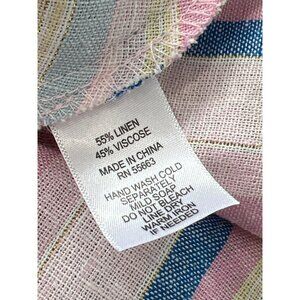 55% LINEN
45% VISCOSE
MADE IN CHINA
RN 55663
HAND WASH COLD
SEPARATELY
MILD SOAP
DO NOT BLEACH
LINE DRY
WARM IRON
IF NEEDED